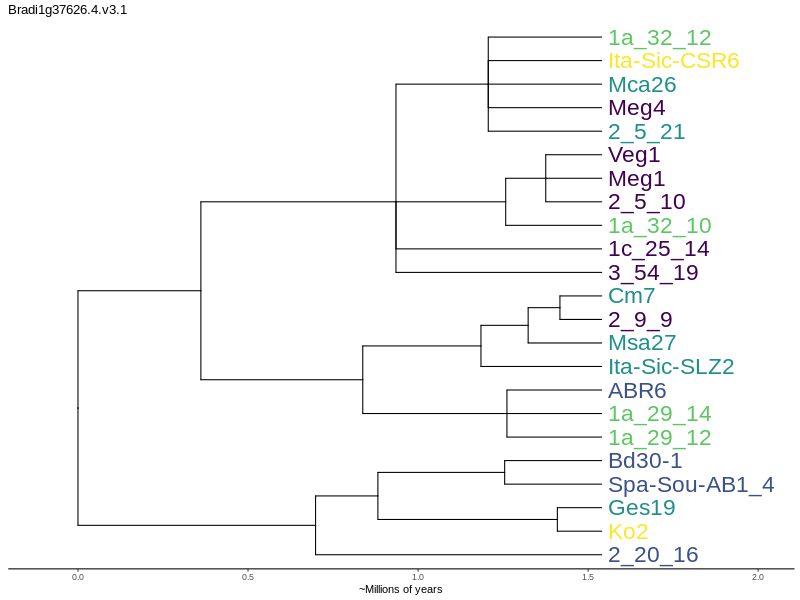 Bradi1g37626.4.v3.1
1a_32_12
Ita-Sic-CSR6
Mca26
Meg4
2_5_21
Veg1
Meg1
2_5_10
1a_32_10
1c_25_14
3_54_19
Cm7
2_9_9
Msa27
Ita-Sic-SLZ2
ABR6
1a_29_14
1a_29_12
Bd30-1
Spa-Sou-AB1_4
Ges19
Ko2
2_20_16
0.0 0.5 1.0 1.5 2.0
~Millions of years